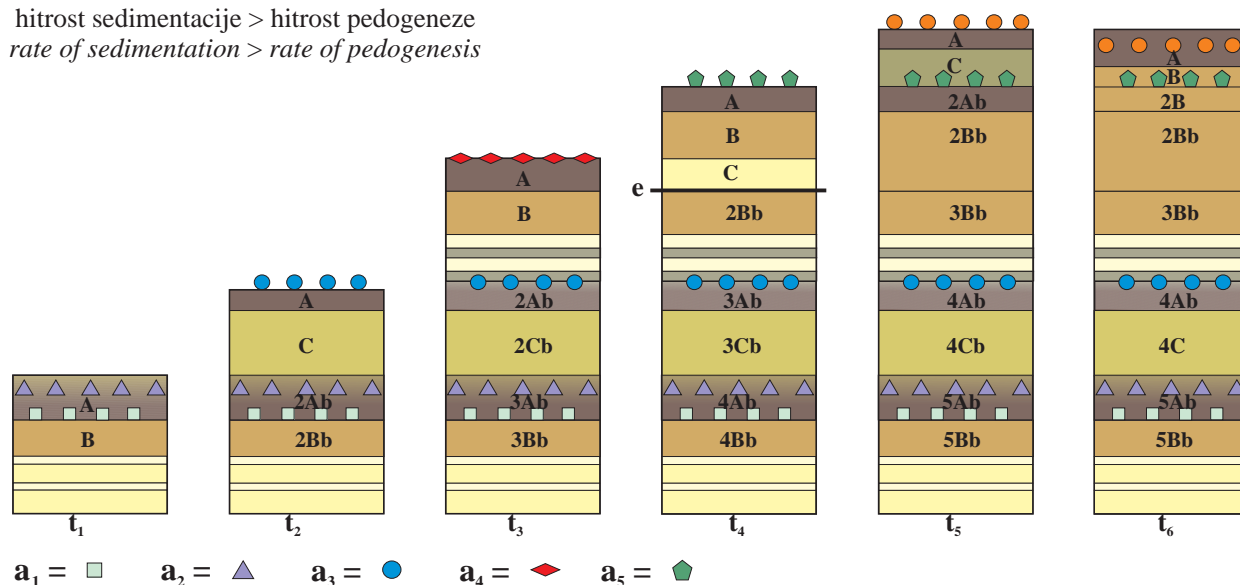 hitrost sedimentacije > hitrost pedogeneze
rate of sedimentation > rate of pedogenesis
A
B
t₁
A
C
2Ab
2Bb
t₂
A
B
2Ab
2Cb
3Ab
3Bb
t₃
A
B
C
e
2Bb
3Ab
3Cb
4Ab
4Bb
t₄
A
C
2Ab
2Bb
3Bb
4Ab
4Cb
5Ab
5Bb
t₅
A
B
2B
2Bb
3Bb
4Ab
4C
5Ab
5Bb
t₆
a₁ = a₂ = a₃ = a₄ = a₅ =